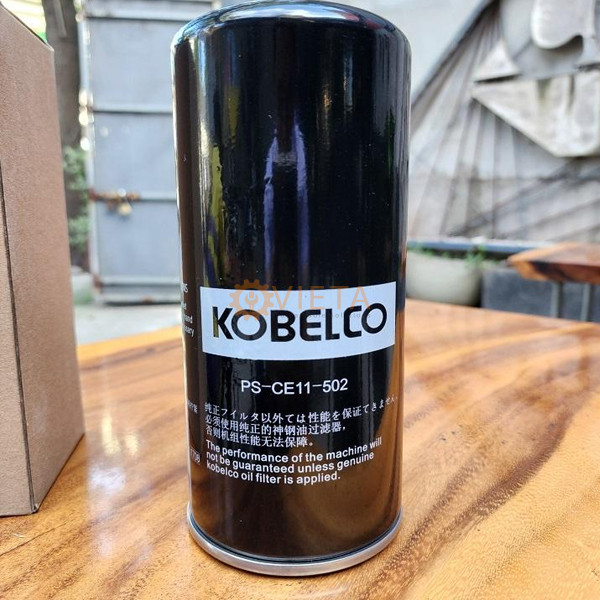 VIETA
KOBELCO
PS-CE11-502
純正フィルタ以外では性能を保証できません。
必须使用纯正的神钢油过滤器，
否则机组性能无法保障。
The performance of the machine will
not be guaranteed unless genuine
kobelco oil filter is applied.